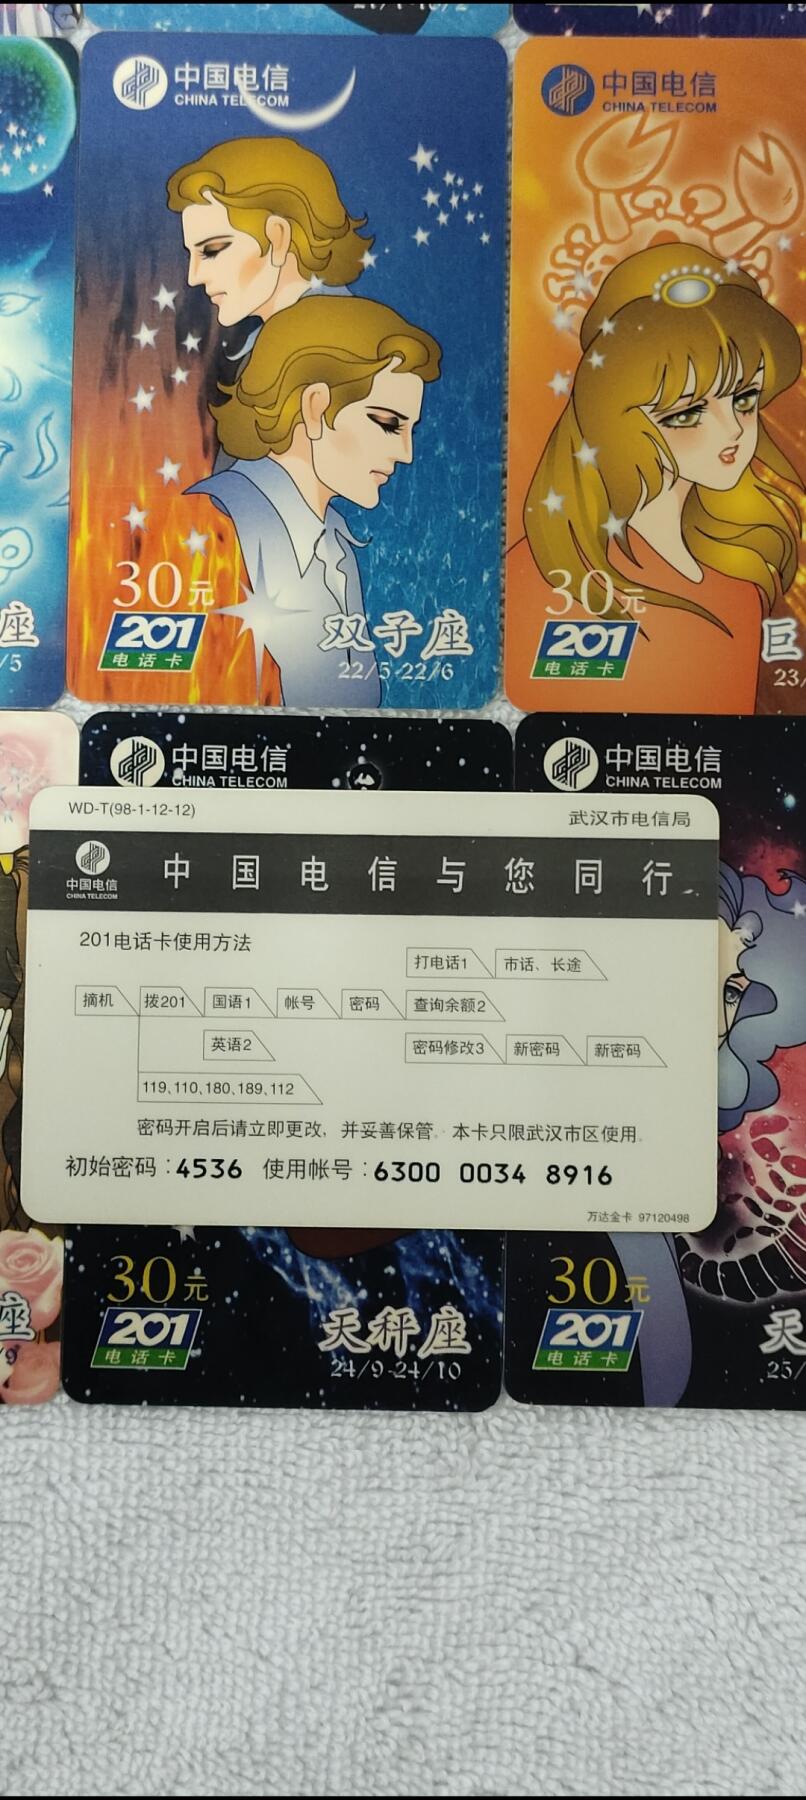 中国电信
CHINA TELECOM
30元
201
电话卡
双子座
22/5-22/6
中国电信
CHINA TELECOM
30元
201
电话卡
巨
23/
座
/5
中国电信
CHINA TELECOM
中国电信
CHINA TELECOM
WD-T(98-1-12-12)
武汉市电信局
中国电信
CHINA TELECOM
中国电信与您同行
201电话卡使用方法
打电话1 市话、长途
摘机 拨201 国语1 帐号 密码 查询余额2
英语2 密码修改3 新密码 新密码
119、110、180、189、112
密码开启后请立即更改，并妥善保管。本卡只限武汉市区使用。
初始密码：4536 使用帐号：6300 0034 8916
万达金卡 97120498
座
/9
30元
201
电话卡
天秤座
24/9-24/10
30元
201
电话卡
天
25/